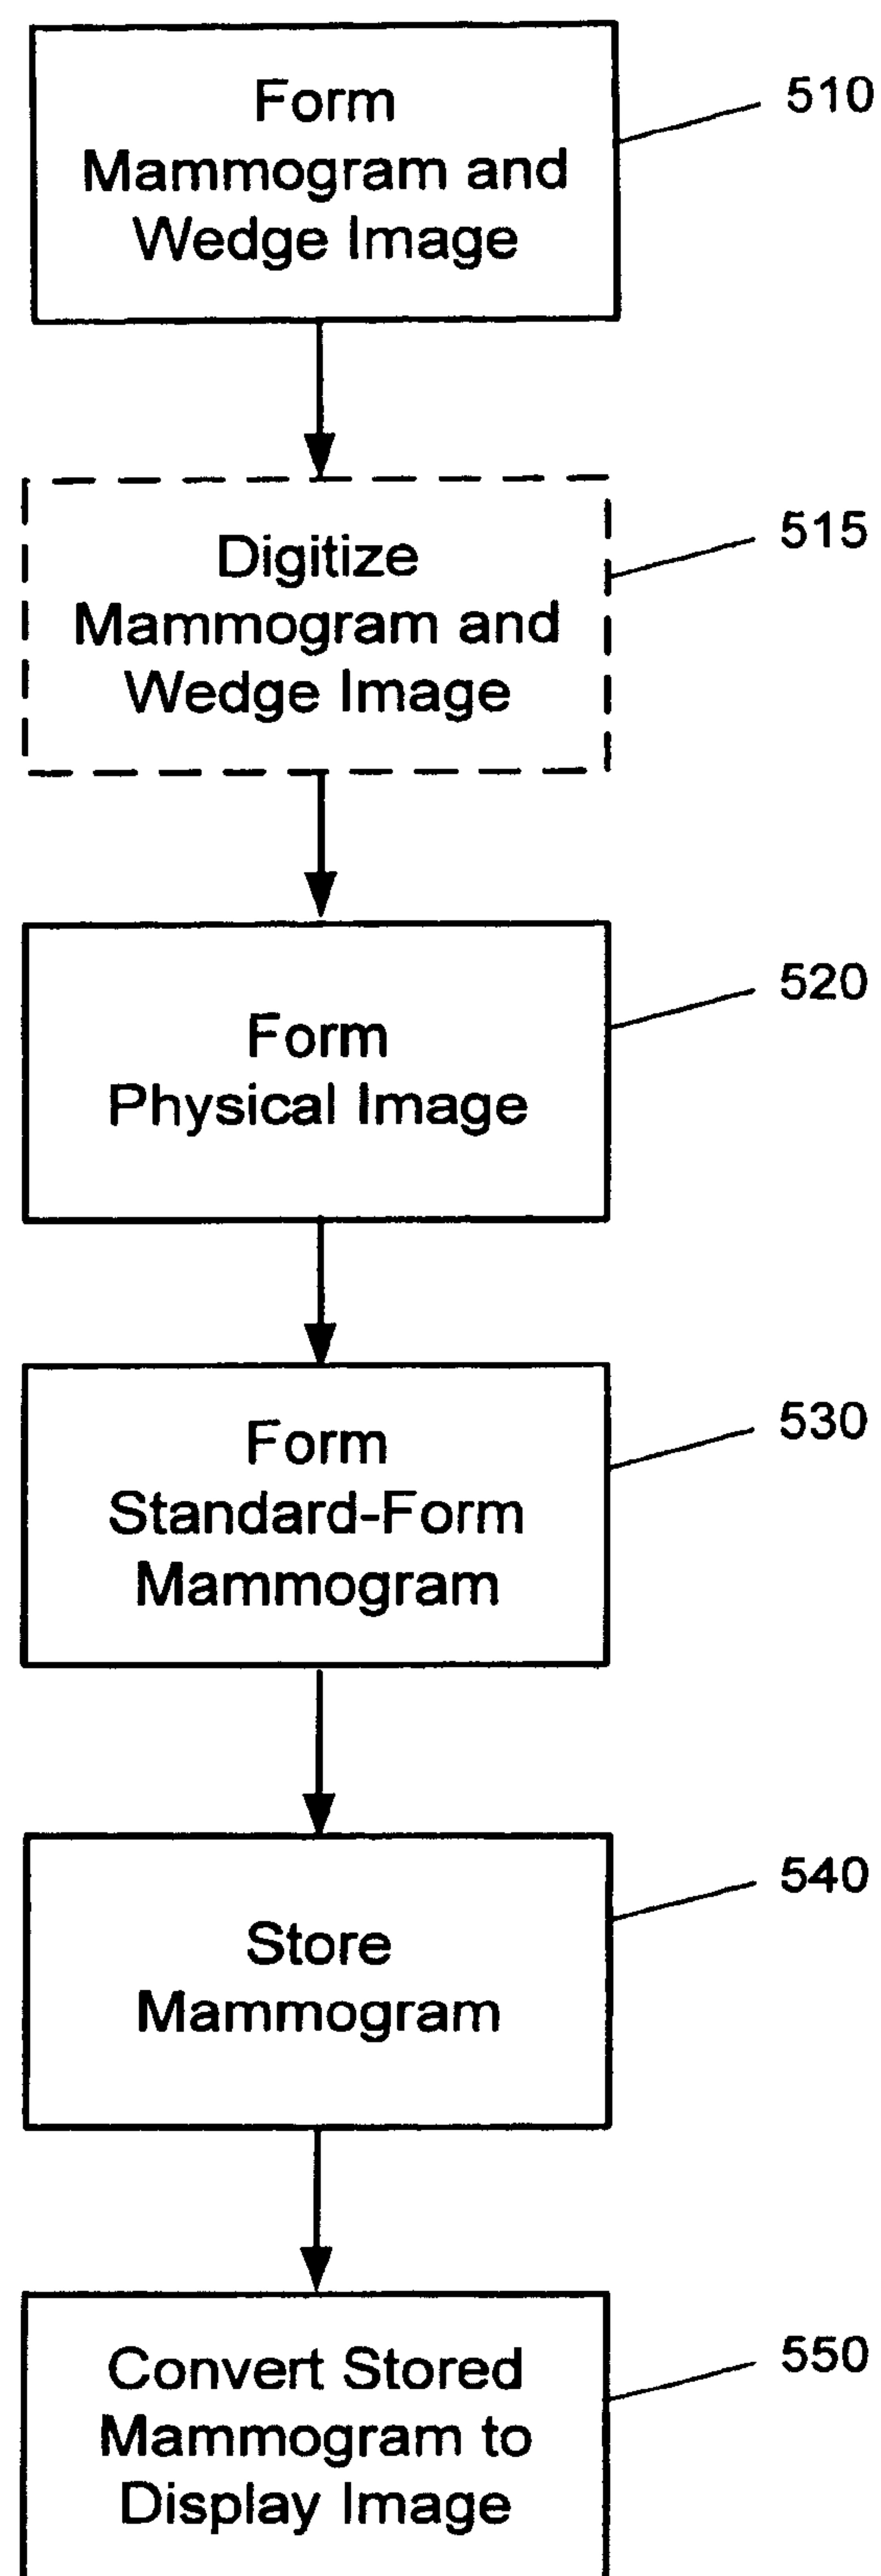 Form
Mammogram and
Wedge Image
510
Digitize
Mammogram and
Wedge Image
515
Form
Physical Image
520
Form
Standard-Form
Mammogram
530
Store
Mammogram
540
Convert Stored
Mammogram to
Display Image
550